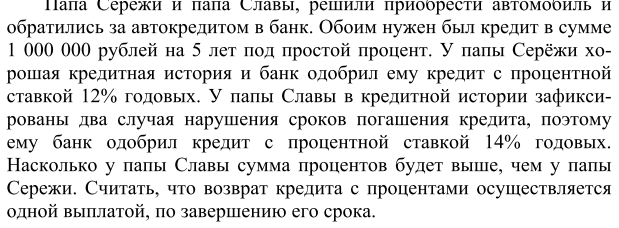 Папа Сережи и папа Славы, решили приобрести автомобиль и
обратились за автокредитом в банк. Обоим нужен был кредит в сумме
1 000 000 рублей на 5 лет под простой процент. У папы Серёжи хо-
рошая кредитная история и банк одобрил ему кредит с процентной
ставкой 12% годовых. У папы Славы в кредитной истории зафикси-
рованы два случая нарушения сроков погашения кредита, поэтому
ему банк одобрил кредит с процентной ставкой 14% годовых.
Насколько у папы Славы сумма процентов будет выше, чем у папы
Сережи. Считать, что возврат кредита с процентами осуществляется
одной выплатой, по завершению его срока.